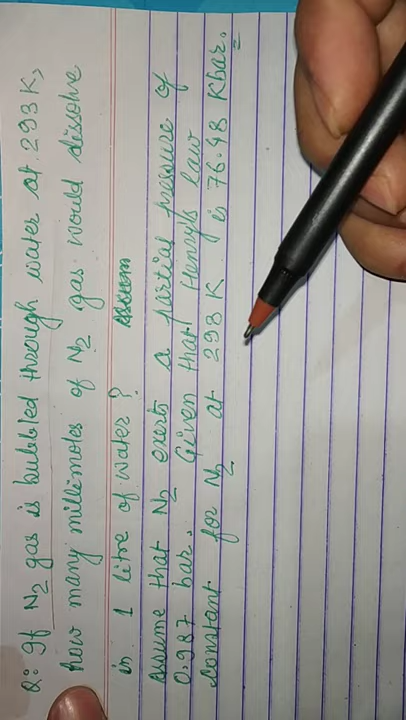 Q: If N2 gas is bubbled through water at 293 K,
how many millimoles of N2 gas would dissolve
in 1 litre of water?
Assume that N2 exerts a partial pressure of
0.987 bar. Given that Henry's law
constant for N2 at 298 K is 76.48 Kbar.